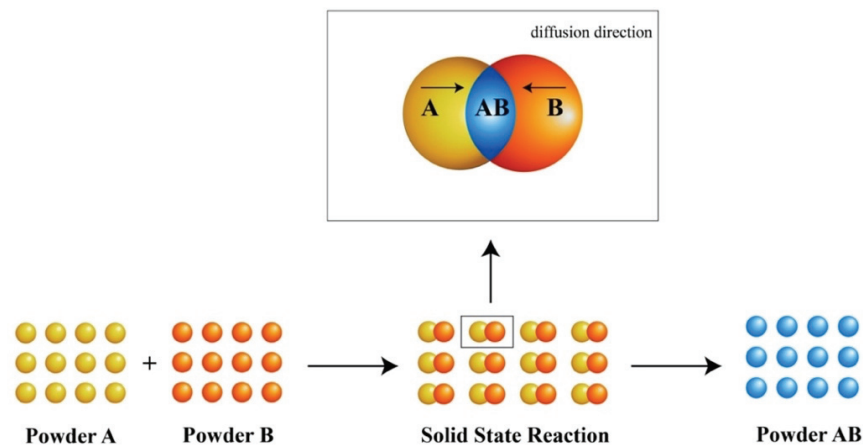 diffusion direction
A AB B
+
Powder A
Powder B
Solid State Reaction
Powder AB